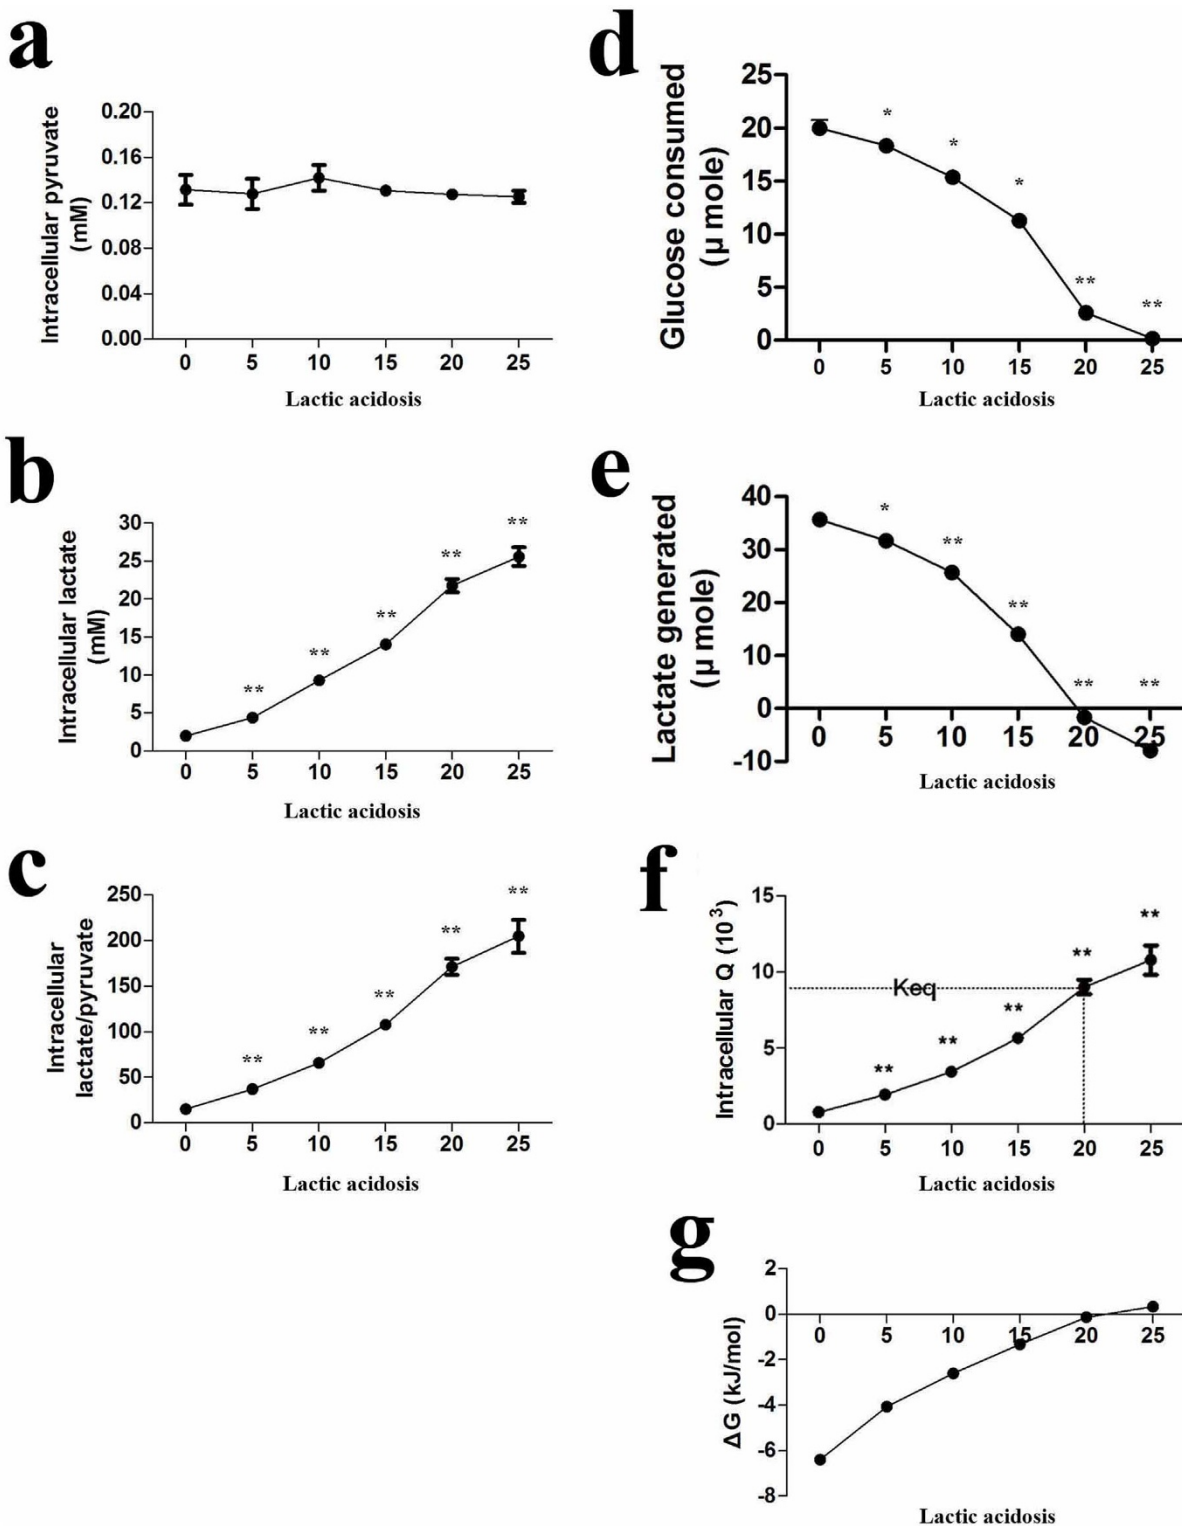 a
Intracellular pyruvate
(mM)
0.20
0.16
0.12
0.08
0.04
0.00
0 5 10 15 20 25
Lactic acidosis
b
Intracellular lactate
(mM)
30
25
20
15
10
5
0
** ** ** ** **
0 5 10 15 20 25
Lactic acidosis
c
Intracellular
lactate/pyruvate
250
200
150
100
50
0
** ** ** ** **
0 5 10 15 20 25
Lactic acidosis
d
Glucose consumed
(μ mole)
25
20
15
10
5
0
* * * ** **
0 5 10 15 20 25
Lactic acidosis
e
Lactate generated
(μ mole)
40
30
20
10
0
-10
* ** ** ** **
0 5 10 15 20 25
Lactic acidosis
f
Intracellular Q (10³)
15
10
5
0
Keq
** ** ** ** **
0 5 10 15 20 25
Lactic acidosis
g
ΔG (kJ/mol)
2
0
-2
-4
-6
-8
0 5 10 15 20 25
Lactic acidosis